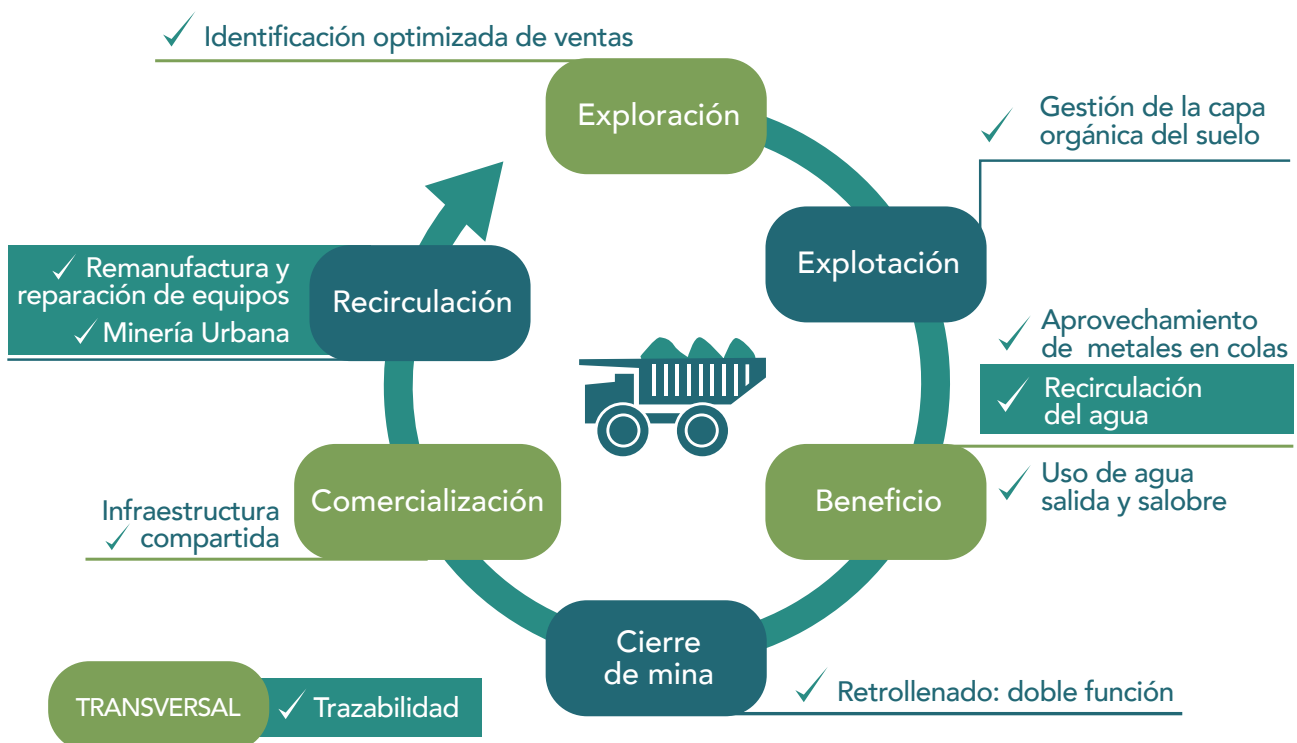 Identificación optimizada de ventas
Exploración
Gestión de la capa
orgánica del suelo
Explotación
Aprovechamiento
de metales en colas
Recirculación
del agua
Beneficio
Uso de agua
salida y salobre
Cierre
de mina
Retrollenado: doble función
Comercialización
Infraestructura
compartida
Recirculación
Remanufactura y
reparación de equipos
Minería Urbana
TRANSVERSAL
Trazabilidad